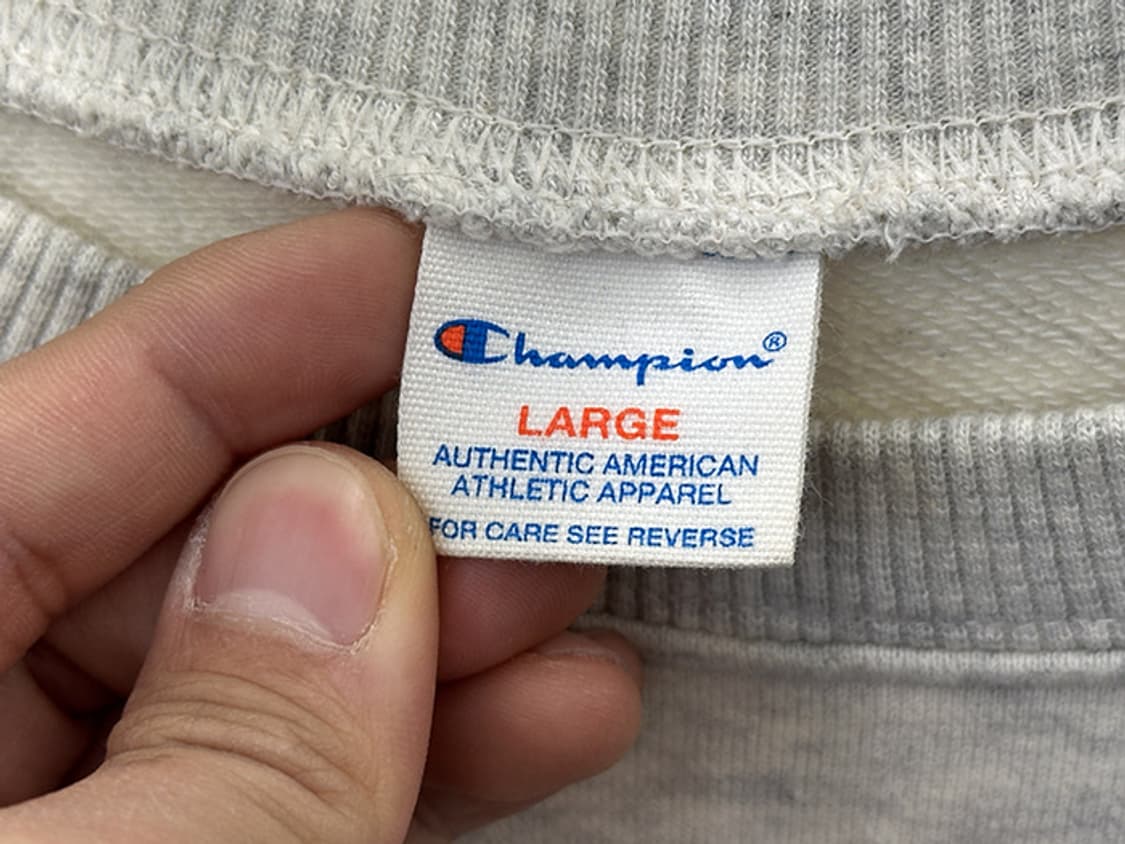 Champion®
LARGE
AUTHENTIC AMERICAN
ATHLETIC APPAREL
FOR CARE SEE REVERSE